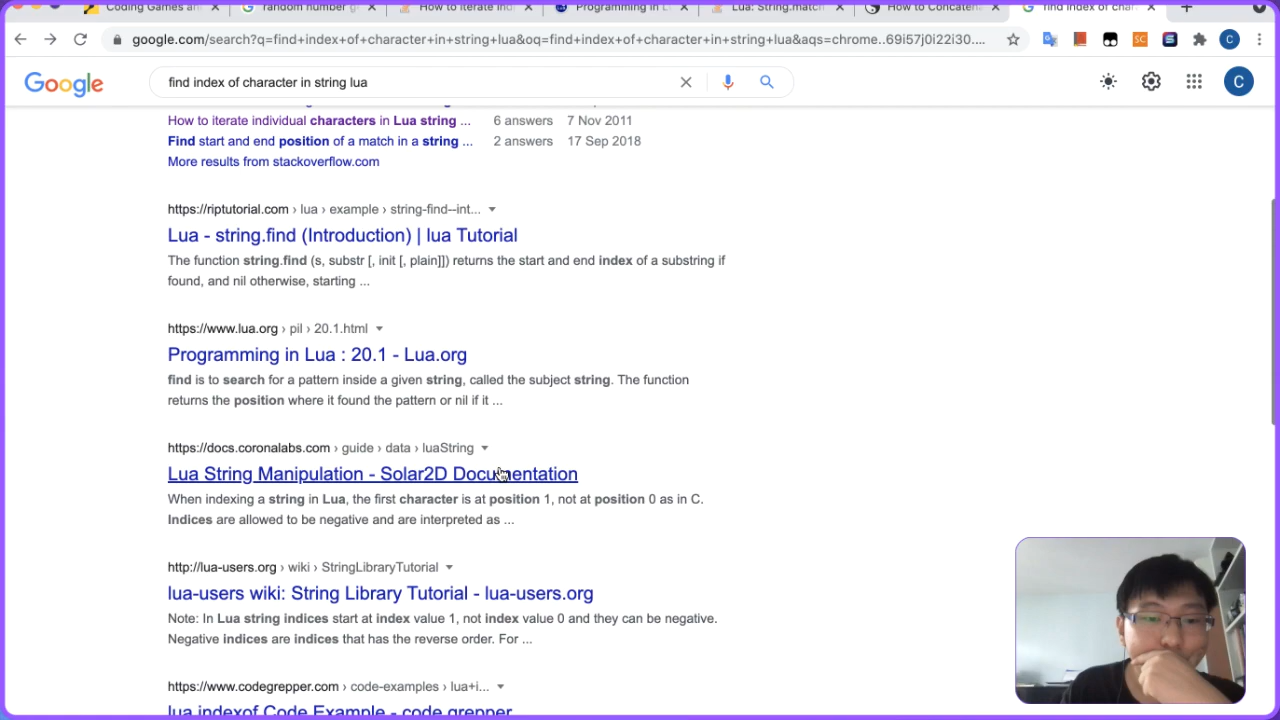 Coding Games an
random number g
How to iterate indi
Programming in L
Lua: String.match
How to Concatena
find index of chara
google.com/search?q=find+index+of+character+in+string+lua&oq=find+index+of+character+in+string+lua&aqs=chrome..69i57j0i22i30....
SC
C
Google
find index of character in string lua
C
How to iterate individual characters in Lua string ... 6 answers 7 Nov 2011
Find start and end position of a match in a string ... 2 answers 17 Sep 2018
More results from stackoverflow.com
https://riptutorial.com › lua › example › string-find--int...
Lua - string.find (Introduction) | lua Tutorial
The function string.find (s, substr [, init [, plain]]) returns the start and end index of a substring if
found, and nil otherwise, starting ...
https://www.lua.org › pil › 20.1.html
Programming in Lua : 20.1 - Lua.org
find is to search for a pattern inside a given string, called the subject string. The function
returns the position where it found the pattern or nil if it ...
https://docs.coronalabs.com › guide › data › luaString
Lua String Manipulation - Solar2D Documentation
When indexing a string in Lua, the first character is at position 1, not at position 0 as in C.
Indices are allowed to be negative and are interpreted as ...
http://lua-users.org › wiki › StringLibraryTutorial
lua-users wiki: String Library Tutorial - lua-users.org
Note: In Lua string indices start at index value 1, not index value 0 and they can be negative.
Negative indices are indices that has the reverse order. For ...
https://www.codegrepper.com › code-examples › lua+i...
lua indexof Code Example - code grepper